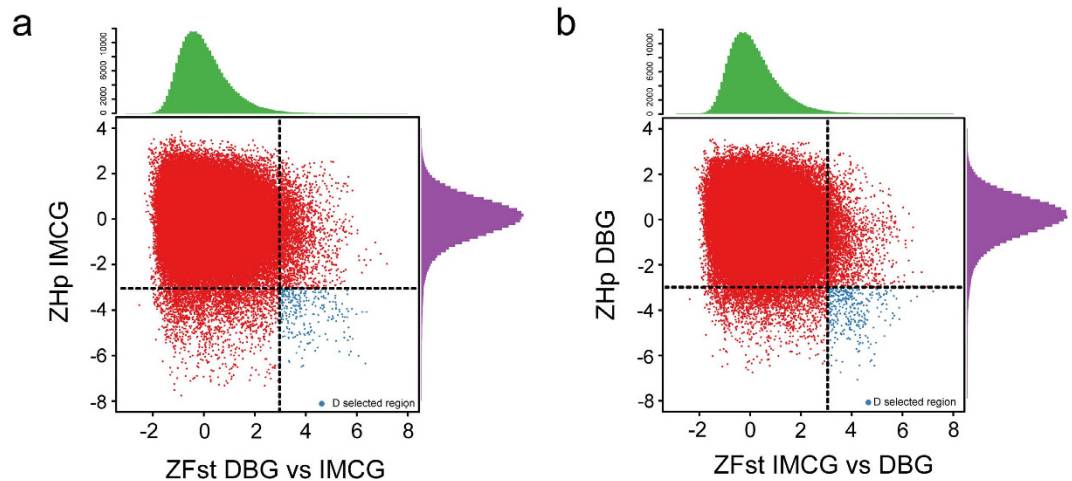 a
10000
6000
2000
0
4
2
0
-2
-4
-6
-8
ZHp IMCG
D selected region
-2 0 2 4 6 8
ZFst DBG vs IMCG
b
10000
6000
2000
0
4
2
0
-2
-4
-6
-8
ZHp DBG
D selected region
-2 0 2 4 6 8
ZFst IMCG vs DBG